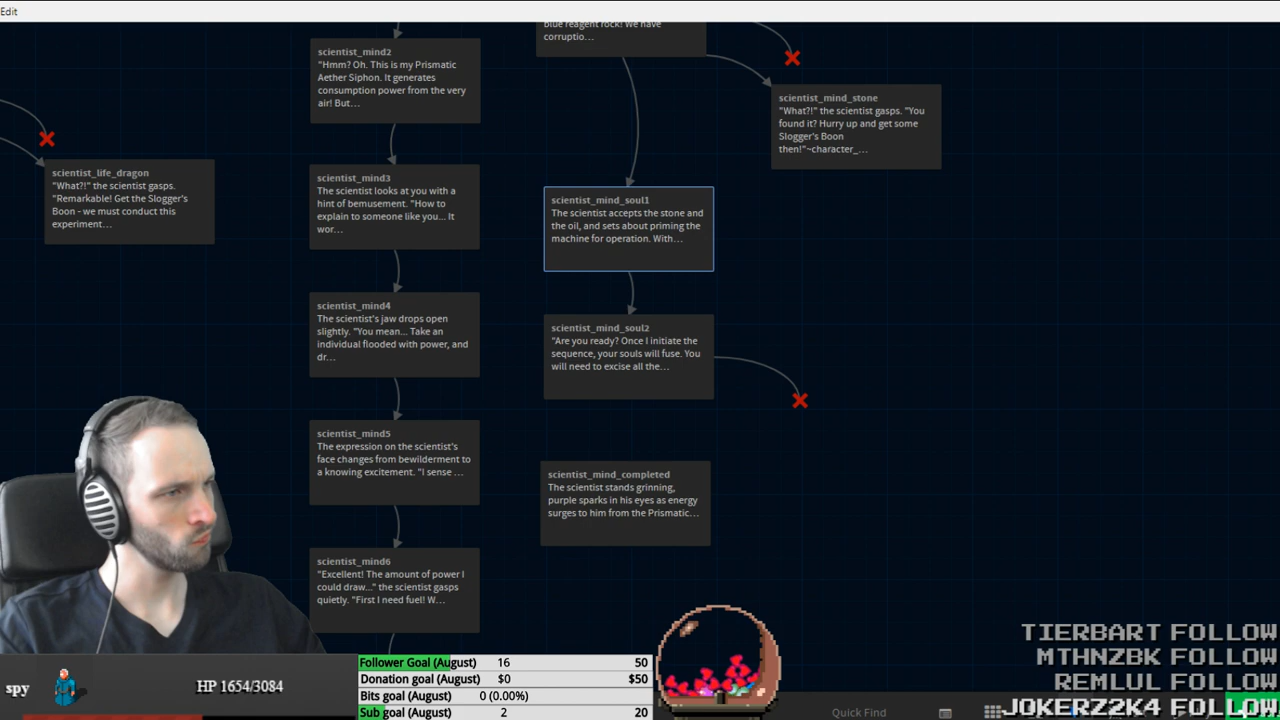 Edit
blue reagent rock! We have
corruptio…
scientist_mind2
"Hmm? Oh. This is my Prismatic
Aether Siphon. It generates
consumption power from the very
air! But…
scientist_mind_stone
"What?!" the scientist gasps. "You
found it? Hurry up and get some
Slogger's Boon
then!"~character_…
scientist_life_dragon
"What?!" the scientist gasps.
"Remarkable! Get the Slogger's
Boon - we must conduct this
experiment…
scientist_mind3
The scientist looks at you with a
hint of bemusement. "How to
explain to someone like you... It
wor…
scientist_mind_soul1
The scientist accepts the stone and
the oil, and sets about priming the
machine for operation. With…
scientist_mind4
The scientist's jaw drops open
slightly. "You mean... Take an
individual flooded with power, and
dr…
scientist_mind_soul2
"Are you ready? Once I initiate the
sequence, your souls will fuse. You
will need to excise all the…
scientist_mind5
The expression on the scientist's
face changes from bewilderment to
a knowing excitement. "I sense …
scientist_mind_completed
The scientist stands grinning,
purple sparks in his eyes as energy
surges to him from the Prismatic…
scientist_mind6
"Excellent! The amount of power I
could draw..." the scientist gasps
quietly. "First I need fuel! W…
TIERBART FOLLOW
MTHNZBK FOLLOW
REMLUL FOLLOW
JOKERZ2K4 FOLLOW
spy
HP 1654/3084
Follower Goal (August) 16 50
Donation goal (August) $0 $50
Bits goal (August) 0 (0.00%)
Sub goal (August) 2 20
Quick Find